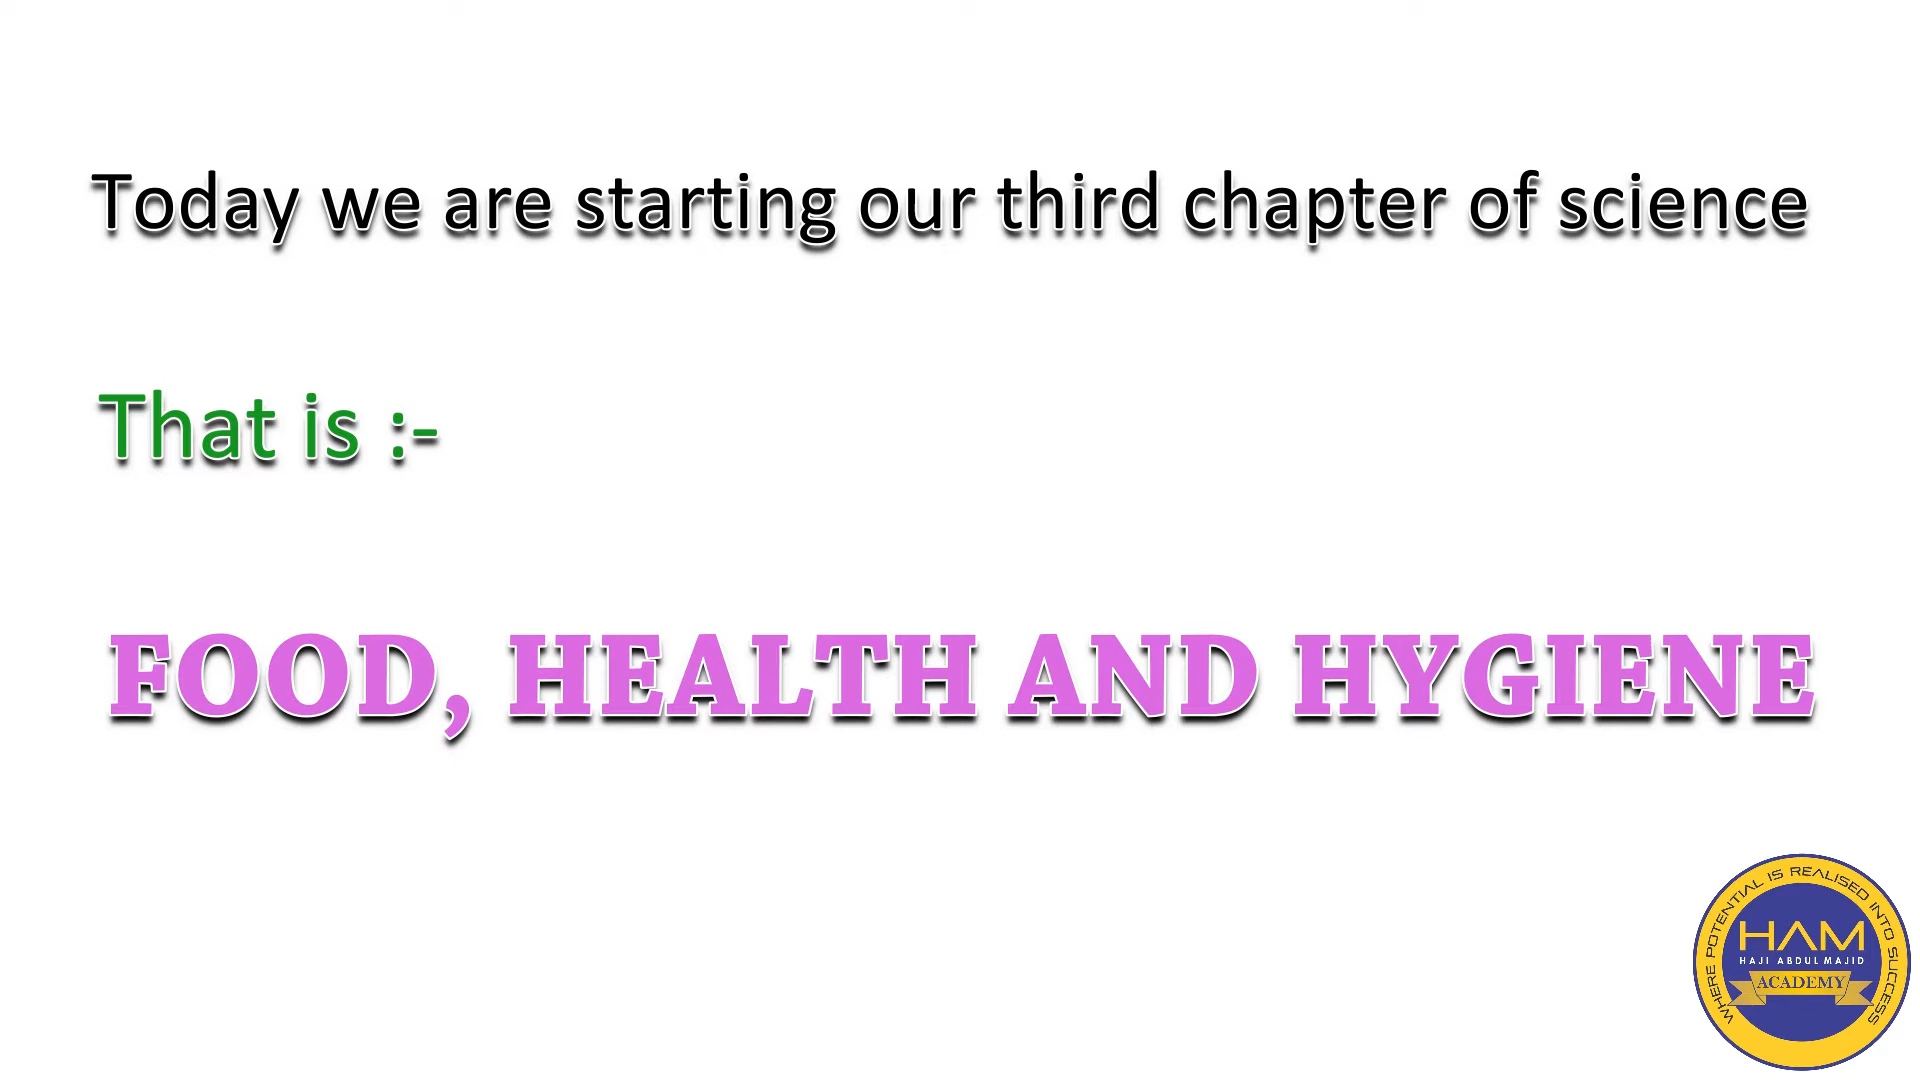 Today we are starting our third chapter of science
That is :-
FOOD, HEALTH AND HYGIENE
WHERE POTENTIAL IS REALISED INTO SUCCESS
HAM
HAJI ABDUL MAJID
ACADEMY